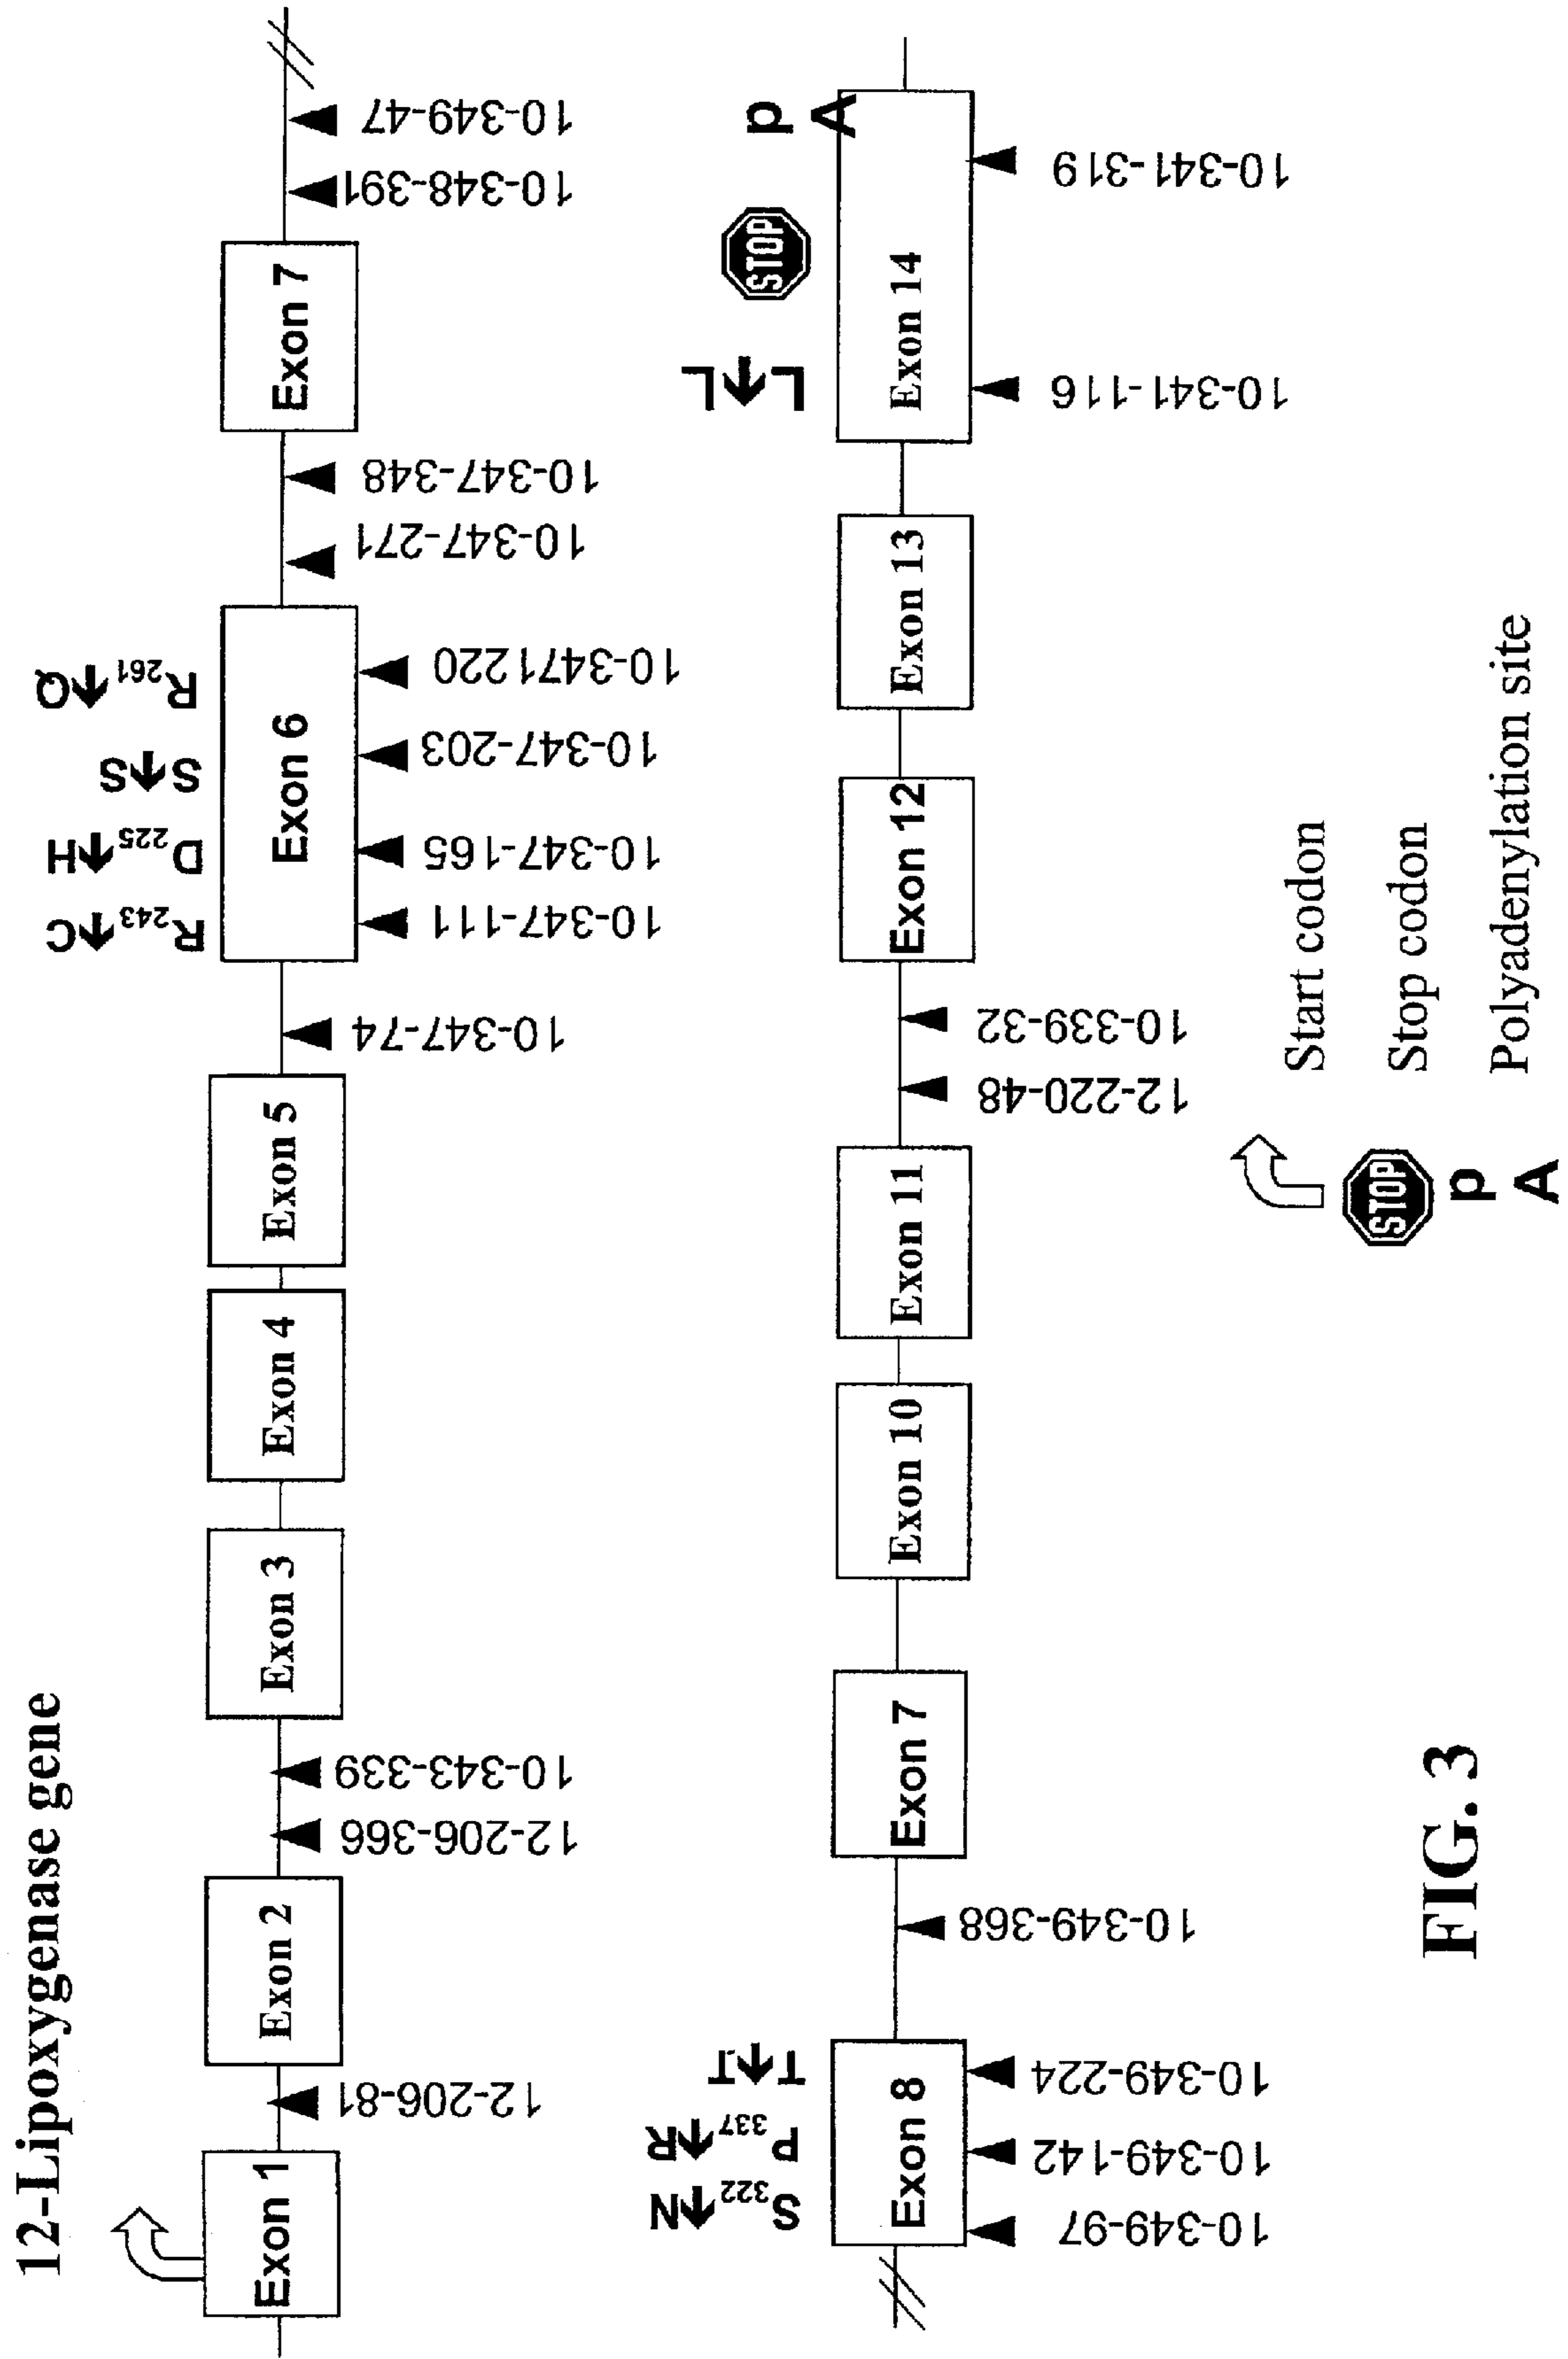 12-Lipoxygenase gene
R243→C D225→H S→S R261→Q
Exon 1 Exon 2 Exon 3 Exon 4 Exon 5 Exon 6 Exon 7
12-206-81
12-206-366
10-343-339
10-347-74
10-347-111
10-347-165
10-347-203
10-3471220
10-347-271
10-347-348
10-348-391
10-349-47
S322→N P337→R T→T L→L STOP p A
Exon 8 Exon 7 Exon 10 Exon 11 Exon 12 Exon 13 Exon 14
10-349-97
10-349-142
10-349-224
10-349-368
12-220-48
10-339-32
10-341-116
10-341-319
Start codon
STOP Stop codon
p A Polyadenylation site
FIG. 3